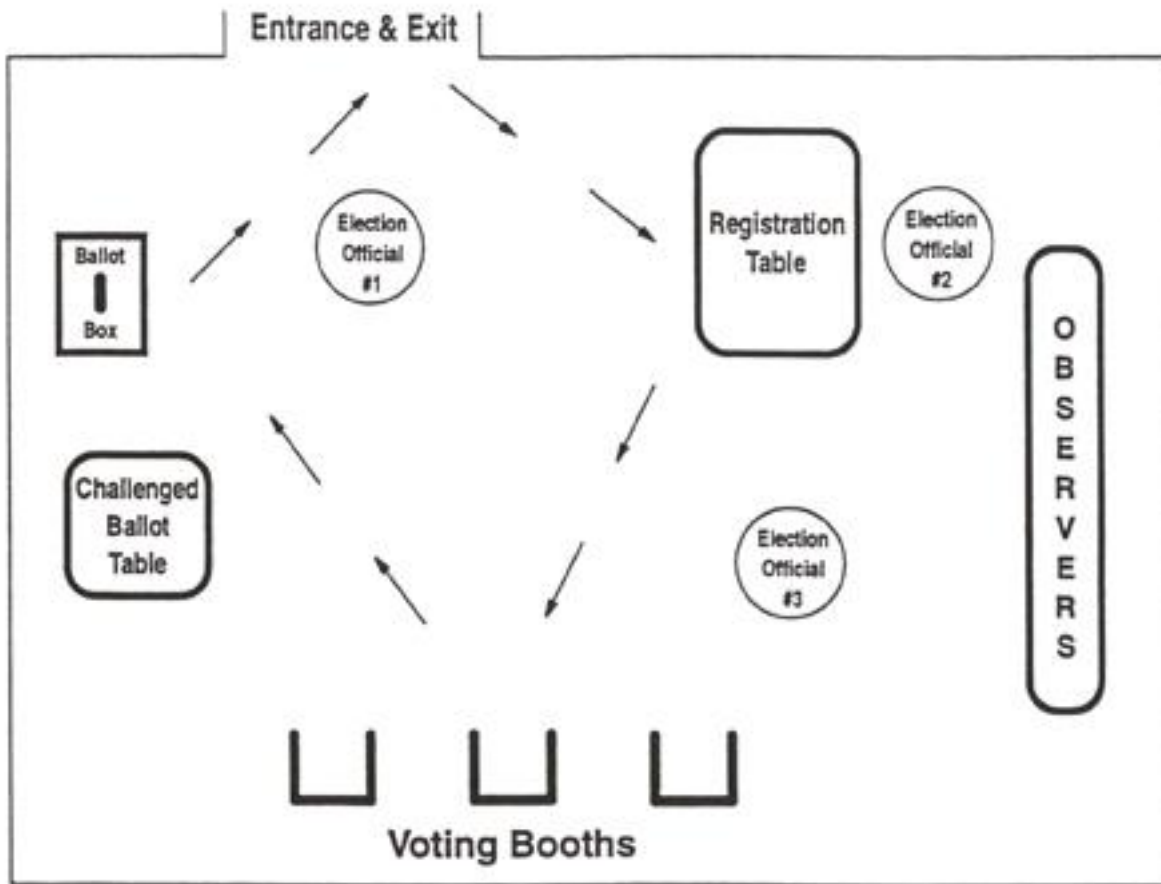 Entrance & Exit
Election
Official
#1
Registration
Table
Election
Official
#2
Ballot
Box
O
B
S
E
R
V
E
R
S
Challenged
Ballot
Table
Election
Official
#3
Voting Booths